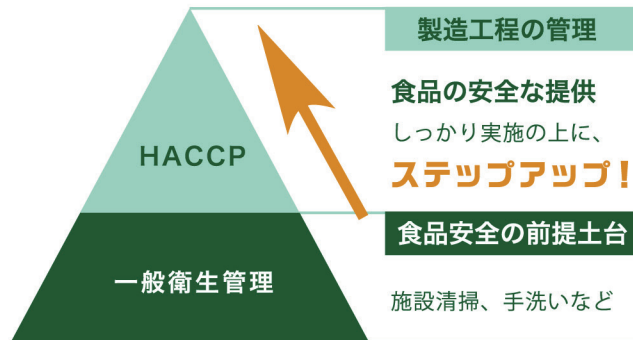 製造工程の管理
食品の安全な提供
しっかり実施の上に、
ステップアップ！
HACCP
食品安全の前提土台
一般衛生管理
施設清掃、手洗いなど